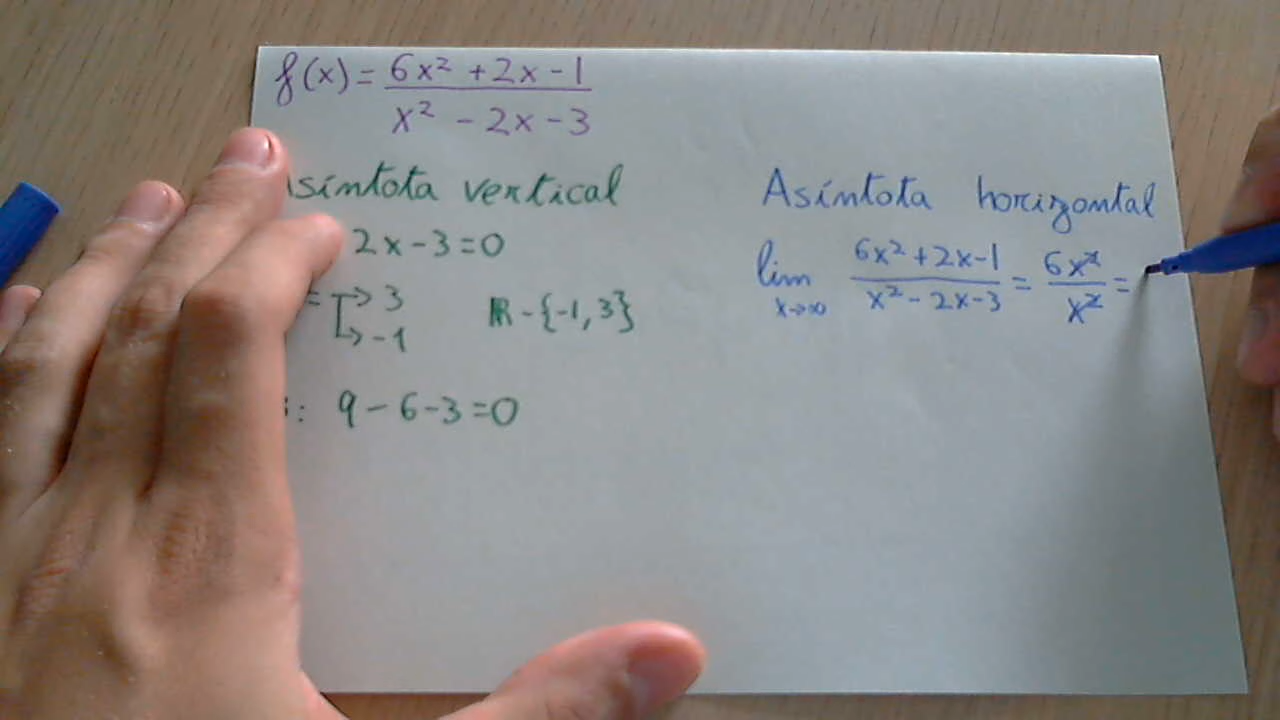 f(x) = 6x² + 2x - 1 / x² - 2x - 3
síntota vertical
2x - 3 = 0
= → 3
→ -1
ℝ - {-1, 3}
: 9 - 6 - 3 = 0
Asíntota horizontal
lim x→∞ 6x² + 2x - 1 / x² - 2x - 3 = 6x² / x² =